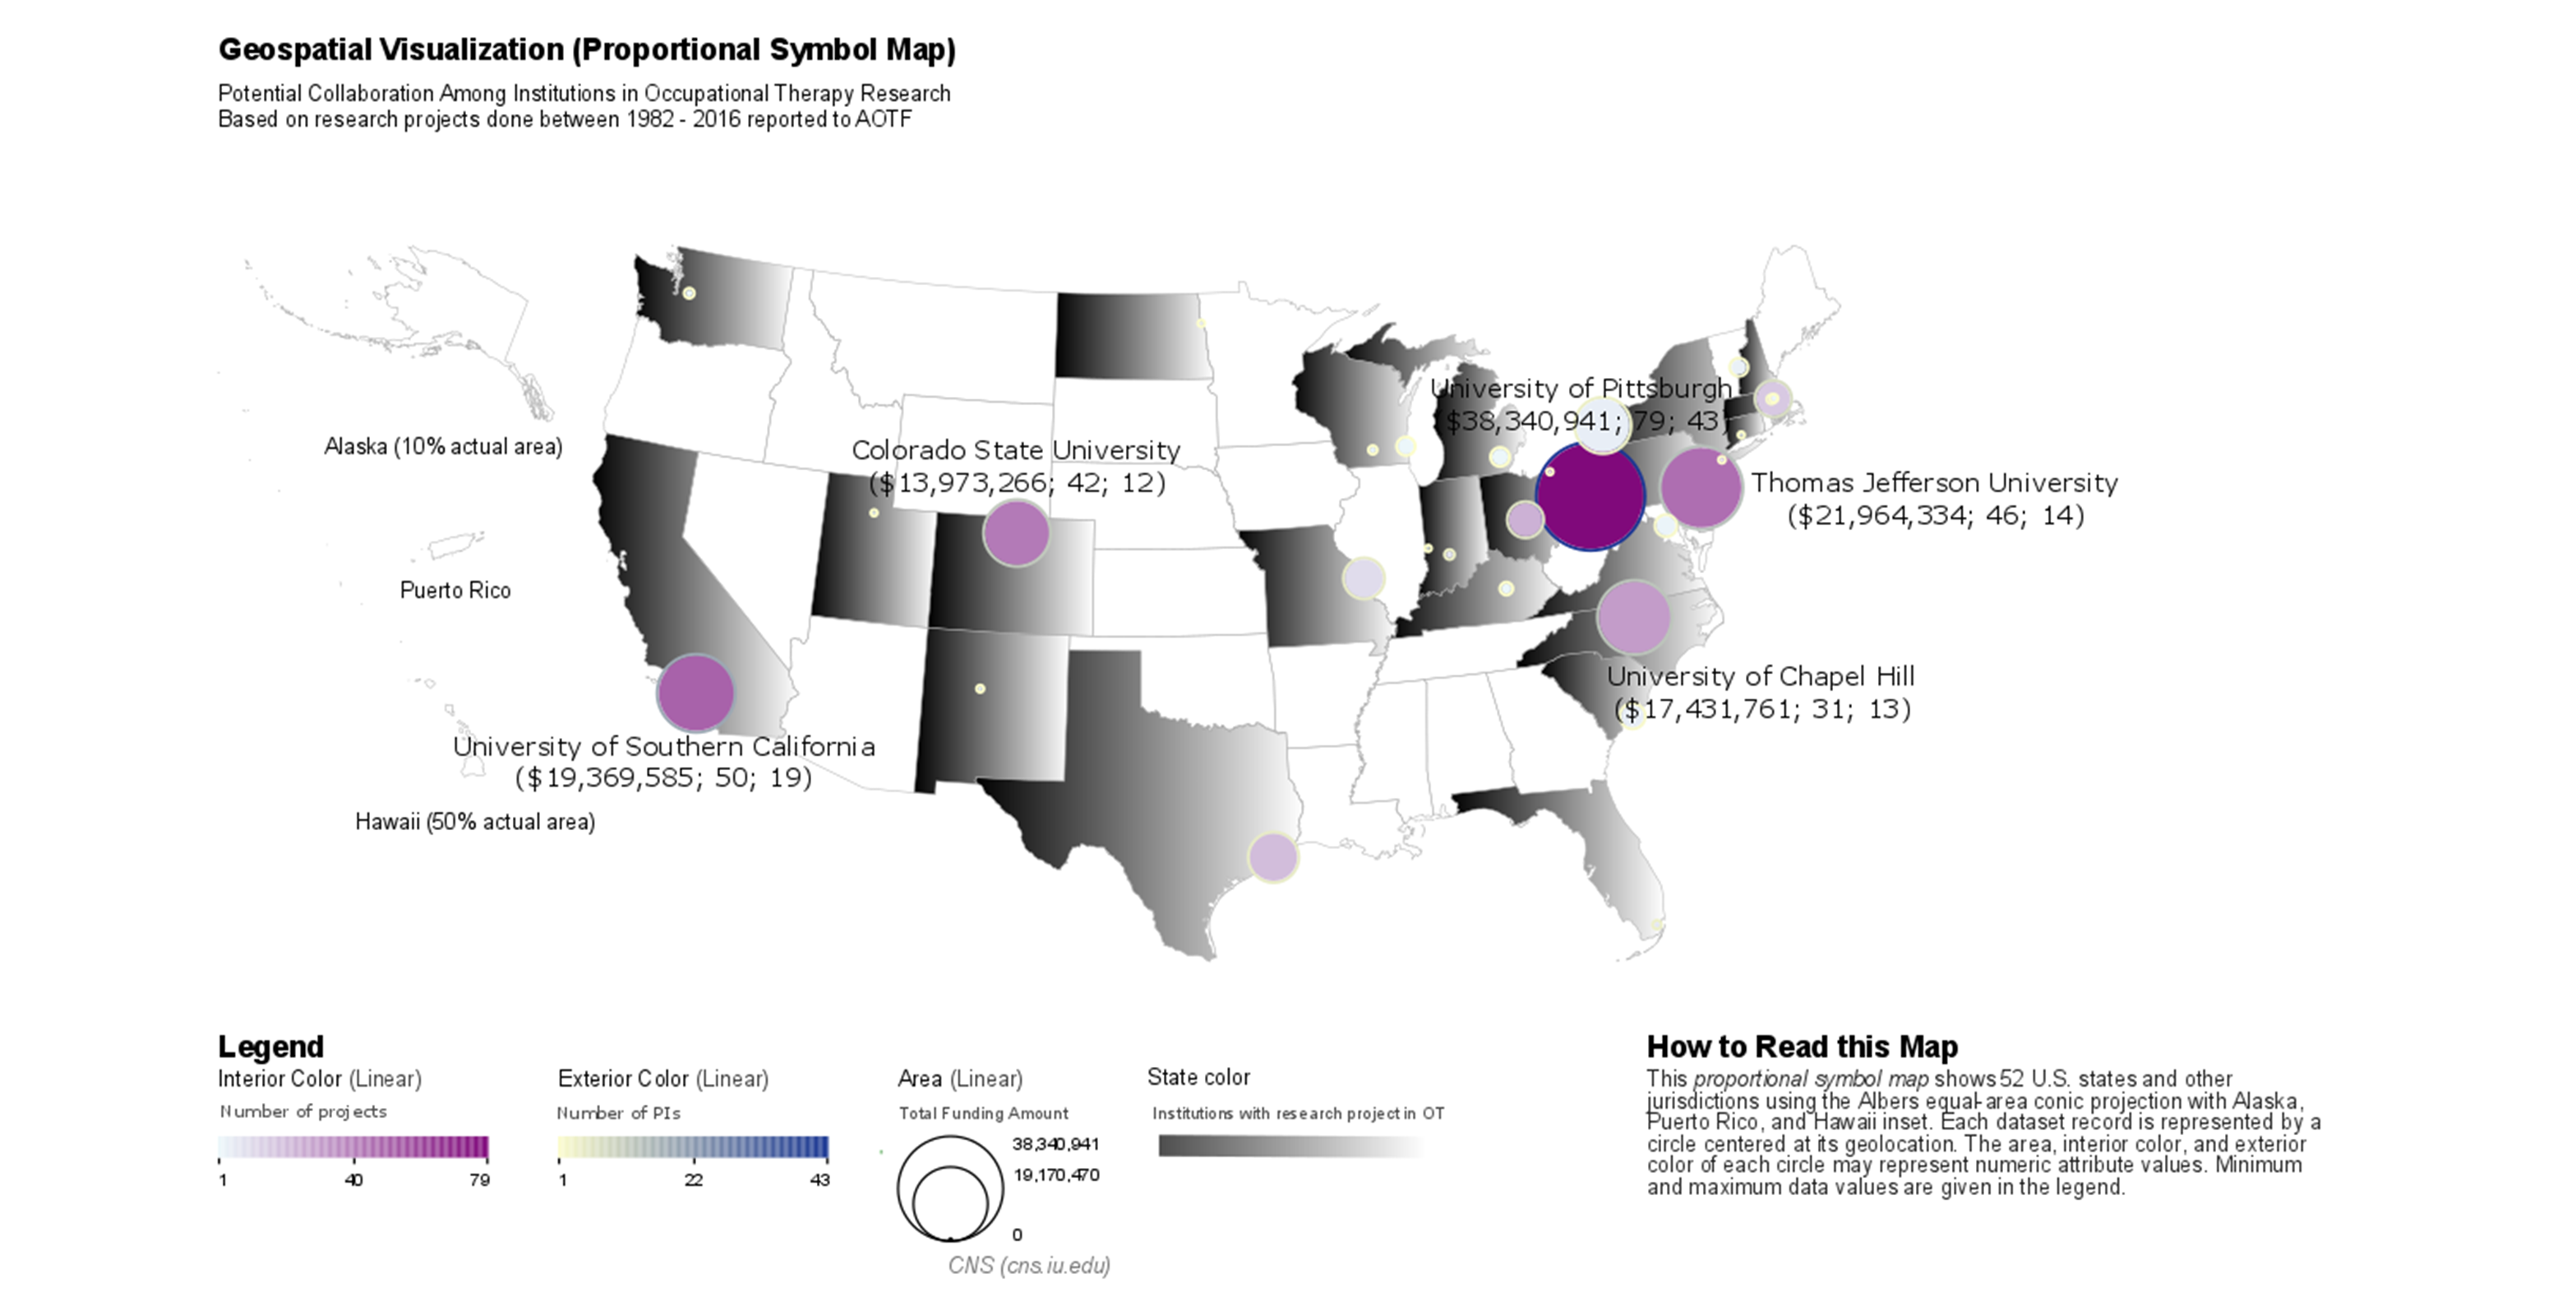 Geospatial Visualization (Proportional Symbol Map)
Potential Collaboration Among Institutions in Occupational Therapy Research
Based on research projects done between 1982 - 2016 reported to AOTF
University of Pittsburgh
$38,340,941; 79; 43)
Alaska (10% actual area)
Colorado State University
($13,973,266; 42; 12)
Thomas Jefferson University
($21,964,334; 46; 14)
Puerto Rico
University of Chapel Hill
($17,431,761; 31; 13)
University of Southern California
($19,369,585; 50; 19)
Hawaii (50% actual area)
Legend
Interior Color (Linear)
Number of projects
1 40 79
Exterior Color (Linear)
Number of PIs
1 22 43
Area (Linear)
Total Funding Amount
38,340,941
19,170,470
0
CNS (cns.iu.edu)
State color
Institutions with research project in OT
How to Read this Map
This proportional symbol map shows 52 U.S. states and other
jurisdictions using the Albers equal-area conic projection with Alaska,
Puerto Rico, and Hawaii inset. Each dataset record is represented by a
circle centered at its geolocation. The area, interior color, and exterior
color of each circle may represent numeric attribute values. Minimum
and maximum data values are given in the legend.